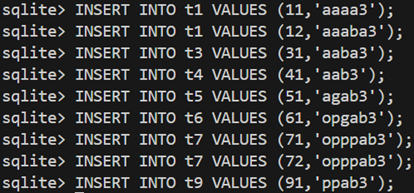 sqlite> INSERT INTO t1 VALUES (11,'aaaa3');
sqlite> INSERT INTO t1 VALUES (12,'aaaba3');
sqlite> INSERT INTO t3 VALUES (31,'aaba3');
sqlite> INSERT INTO t4 VALUES (41,'aab3');
sqlite> INSERT INTO t5 VALUES (51,'agab3');
sqlite> INSERT INTO t6 VALUES (61,'opgab3');
sqlite> INSERT INTO t7 VALUES (71,'opppab3');
sqlite> INSERT INTO t7 VALUES (72,'opppab3');
sqlite> INSERT INTO t9 VALUES (91,'ppab3');